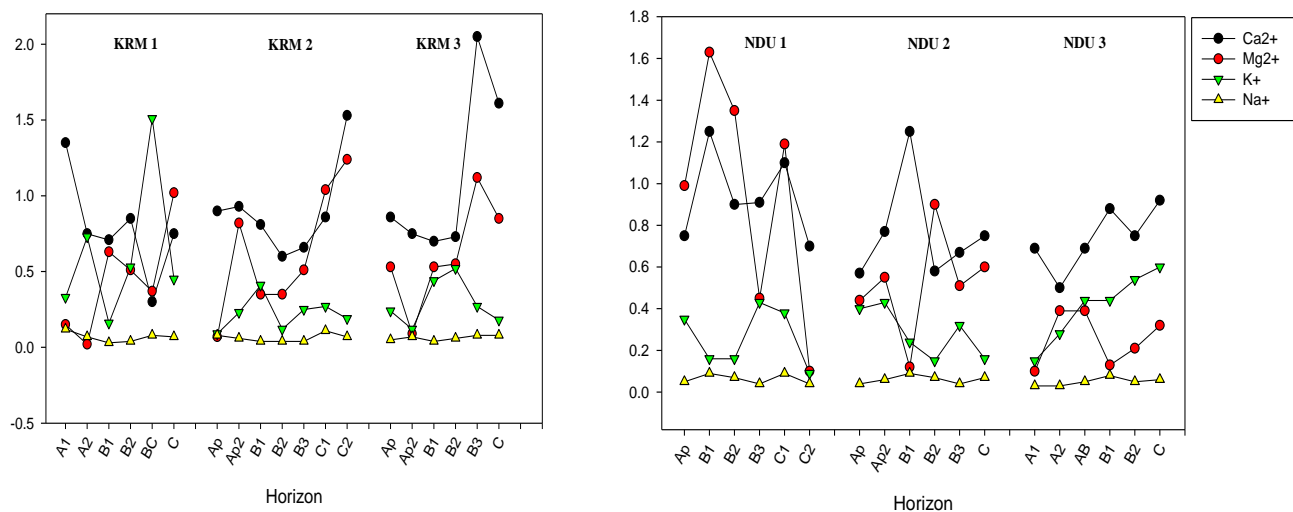 KRM 1 KRM 2 KRM 3
2.0
1.5
1.0
0.5
0.0
-0.5
A1 A2 B1 B2 BC C Ap Ap2 B1 B2 B3 C1 C2 Ap Ap2 B1 B2 B3 C
Horizon
NDU 1 NDU 2 NDU 3
1.8
1.6
1.4
1.2
1.0
0.8
0.6
0.4
0.2
0.0
Ap B1 B2 B3 C1 C2 Ap Ap2 B1 B2 B3 C A1 A2 AB B1 B2 C
Horizon
Ca2+
Mg2+
K+
Na+